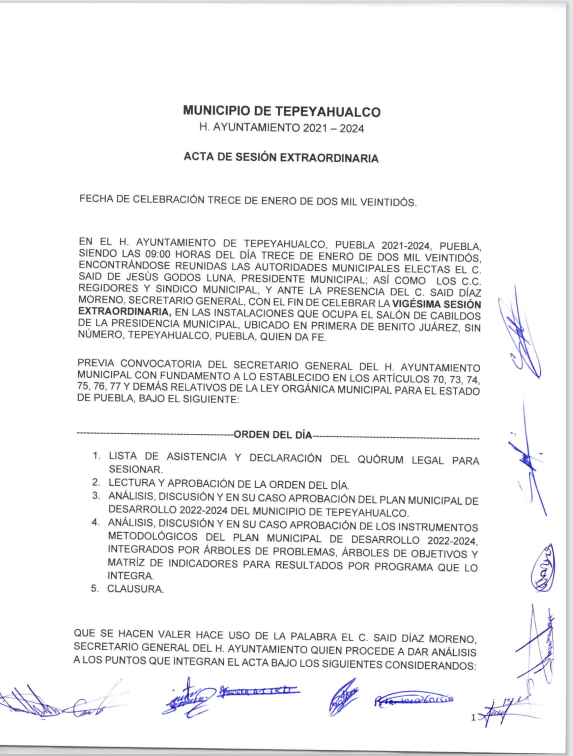 MUNICIPIO DE TEPEYAHUALCO
H. AYUNTAMIENTO 2021 – 2024
ACTA DE SESIÓN EXTRAORDINARIA
FECHA DE CELEBRACIÓN TRECE DE ENERO DE DOS MIL VEINTIDÓS.
EN EL H. AYUNTAMIENTO DE TEPEYAHUALCO, PUEBLA 2021-2024, PUEBLA,
SIENDO LAS 09:00 HORAS DEL DÍA TRECE DE ENERO DE DOS MIL VEINTIDÓS,
ENCONTRÁNDOSE REUNIDAS LAS AUTORIDADES MUNICIPALES ELECTAS EL C.
SAID DE JESÙS GODOS LUNA, PRESIDENTE MUNICIPAL; ASÍ COMO LOS C.C.
REGIDORES Y SINDICO MUNICIPAL, Y ANTE LA PRESENCIA DEL C. SAID DÍAZ
MORENO, SECRETARIO GENERAL, CON EL FIN DE CELEBRAR LA VIGÉSIMA SESIÓN
EXTRAORDINARIA, EN LAS INSTALACIONES QUE OCUPA EL SALÓN DE CABILDOS
DE LA PRESIDENCIA MUNICIPAL, UBICADO EN PRIMERA DE BENITO JUÁREZ, SIN
NÚMERO, TEPEYAHUALCO, PUEBLA, QUIEN DA FE.
PREVIA CONVOCATORIA DEL SECRETARIO GENERAL DEL H. AYUNTAMIENTO
MUNICIPAL CON FUNDAMENTO A LO ESTABLECIDO EN LOS ARTÍCULOS 70, 73, 74,
75, 76, 77 Y DEMÁS RELATIVOS DE LA LEY ORGÁNICA MUNICIPAL PARA EL ESTADO
DE PUEBLA, BAJO EL SIGUIENTE:
-----------------------------------------ORDEN DEL DÍA-------------------------------------------
1. LISTA DE ASISTENCIA Y DECLARACIÓN DEL QUÓRUM LEGAL PARA
SESIONAR.
2. LECTURA Y APROBACIÓN DE LA ORDEN DEL DÍA.
3. ANÁLISIS, DISCUSIÓN Y EN SU CASO APROBACIÓN DEL PLAN MUNICIPAL DE
DESARROLLO 2022-2024 DEL MUNICIPIO DE TEPEYAHUALCO.
4. ANÁLISIS, DISCUSIÓN Y EN SU CASO APROBACIÓN DE LOS INSTRUMENTOS
METODOLÓGICOS DEL PLAN MUNICIPAL DE DESARROLLO 2022-2024,
INTEGRADOS POR ÁRBOLES DE PROBLEMAS, ÁRBOLES DE OBJETIVOS Y
MATRÍZ DE INDICADORES PARA RESULTADOS POR PROGRAMA QUE LO
INTEGRA.
5. CLAUSURA.
QUE SE HACEN VALER HACE USO DE LA PALABRA EL C. SAID DÍAZ MORENO,
SECRETARIO GENERAL DEL H. AYUNTAMIENTO QUIEN PROCEDE A DAR ANÁLISIS
A LOS PUNTOS QUE INTEGRAN EL ACTA BAJO LOS SIGUIENTES CONSIDERANDOS:
1